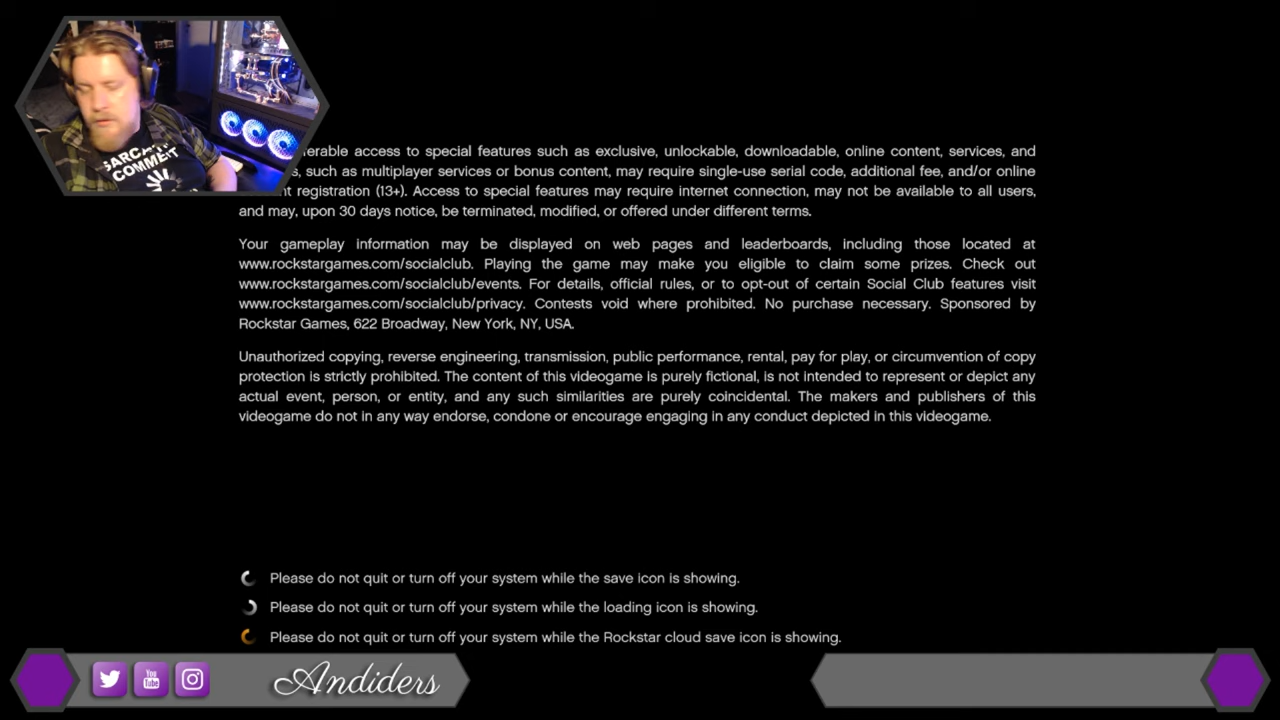 SARCASTIC
COMMENT
ferable access to special features such as exclusive, unlockable, downloadable, online content, services, and
, such as multiplayer services or bonus content, may require single-use serial code, additional fee, and/or online
registration (13+). Access to special features may require internet connection, may not be available to all users,
and may, upon 30 days notice, be terminated, modified, or offered under different terms.
Your gameplay information may be displayed on web pages and leaderboards, including those located at
www.rockstargames.com/socialclub. Playing the game may make you eligible to claim some prizes. Check out
www.rockstargames.com/socialclub/events. For details, official rules, or to opt-out of certain Social Club features visit
www.rockstargames.com/socialclub/privacy. Contests void where prohibited. No purchase necessary. Sponsored by
Rockstar Games, 622 Broadway, New York, NY, USA.
Unauthorized copying, reverse engineering, transmission, public performance, rental, pay for play, or circumvention of copy
protection is strictly prohibited. The content of this videogame is purely fictional, is not intended to represent or depict any
actual event, person, or entity, and any such similarities are purely coincidental. The makers and publishers of this
videogame do not in any way endorse, condone or encourage engaging in any conduct depicted in this videogame.
Please do not quit or turn off your system while the save icon is showing.
Please do not quit or turn off your system while the loading icon is showing.
Please do not quit or turn off your system while the Rockstar cloud save icon is showing.
You Tube
Andiders